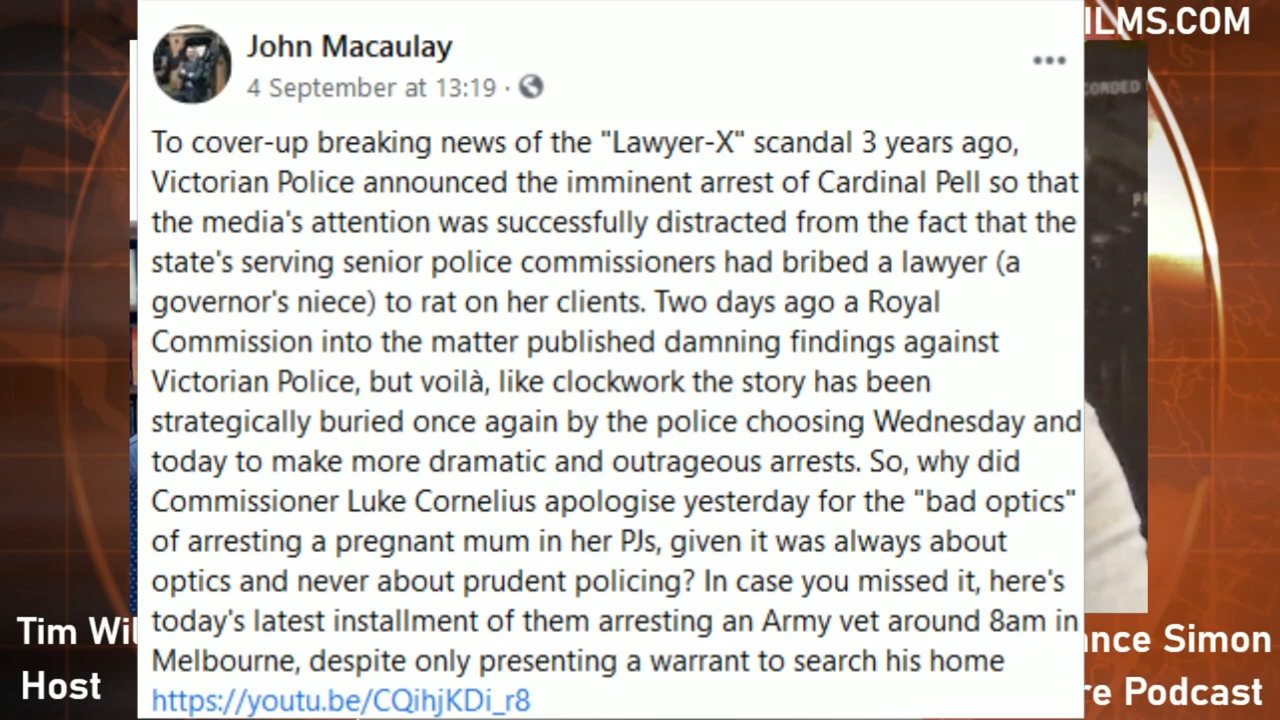 John Macaulay
4 September at 13:19 ·
To cover-up breaking news of the "Lawyer-X" scandal 3 years ago,
Victorian Police announced the imminent arrest of Cardinal Pell so that
the media's attention was successfully distracted from the fact that the
state's serving senior police commissioners had bribed a lawyer (a
governor's niece) to rat on her clients. Two days ago a Royal
Commission into the matter published damning findings against
Victorian Police, but voilà, like clockwork the story has been
strategically buried once again by the police choosing Wednesday and
today to make more dramatic and outrageous arrests. So, why did
Commissioner Luke Cornelius apologise yesterday for the "bad optics"
of arresting a pregnant mum in her PJs, given it was always about
optics and never about prudent policing? In case you missed it, here's
today's latest installment of them arresting an Army vet around 8am in
Melbourne, despite only presenting a warrant to search his home
https://youtu.be/CQihjKDi_r8
ILMS.COM
CORDED
Tim Wil
Host
ance Simon
re Podcast